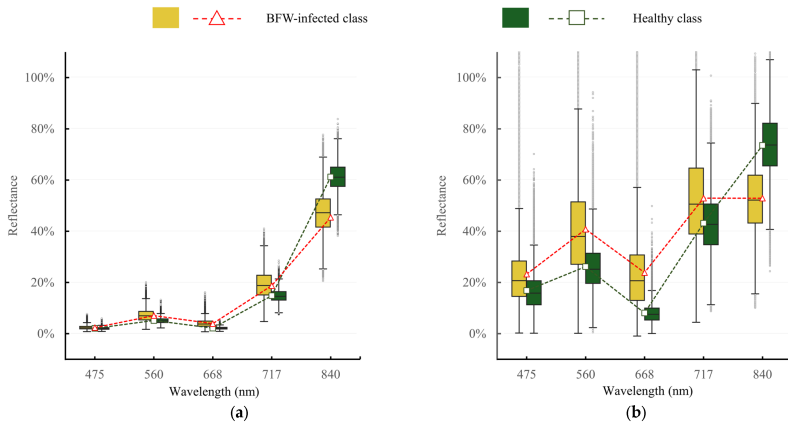 BFW-infected class
Healthy class
100%
80%
60%
40%
20%
0%
Reflectance
475
560
668
717
840
Wavelength (nm)
(a)
100%
80%
60%
40%
20%
0%
Reflectance
475
560
668
717
840
Wavelength (nm)
(b)